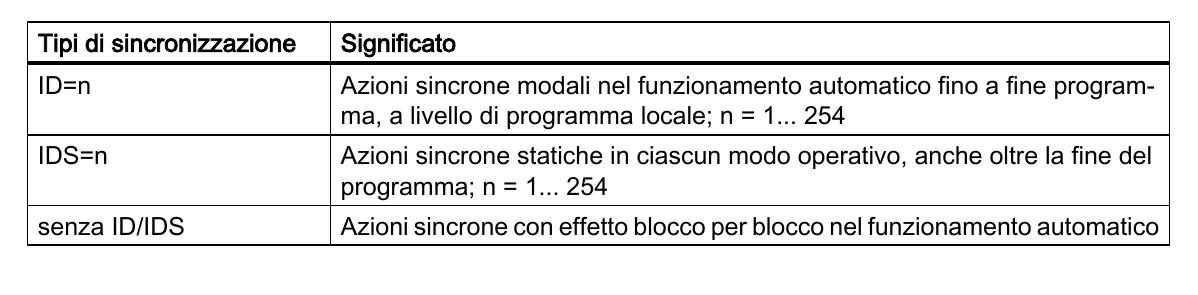 Tipi di sincronizzazione Significato
ID=n Azioni sincrone modali nel funzionamento automatico fino a fine program-
ma, a livello di programma locale; n = 1... 254
IDS=n Azioni sincrone statiche in ciascun modo operativo, anche oltre la fine del
programma; n = 1... 254
senza ID/IDS Azioni sincrone con effetto blocco per blocco nel funzionamento automatico